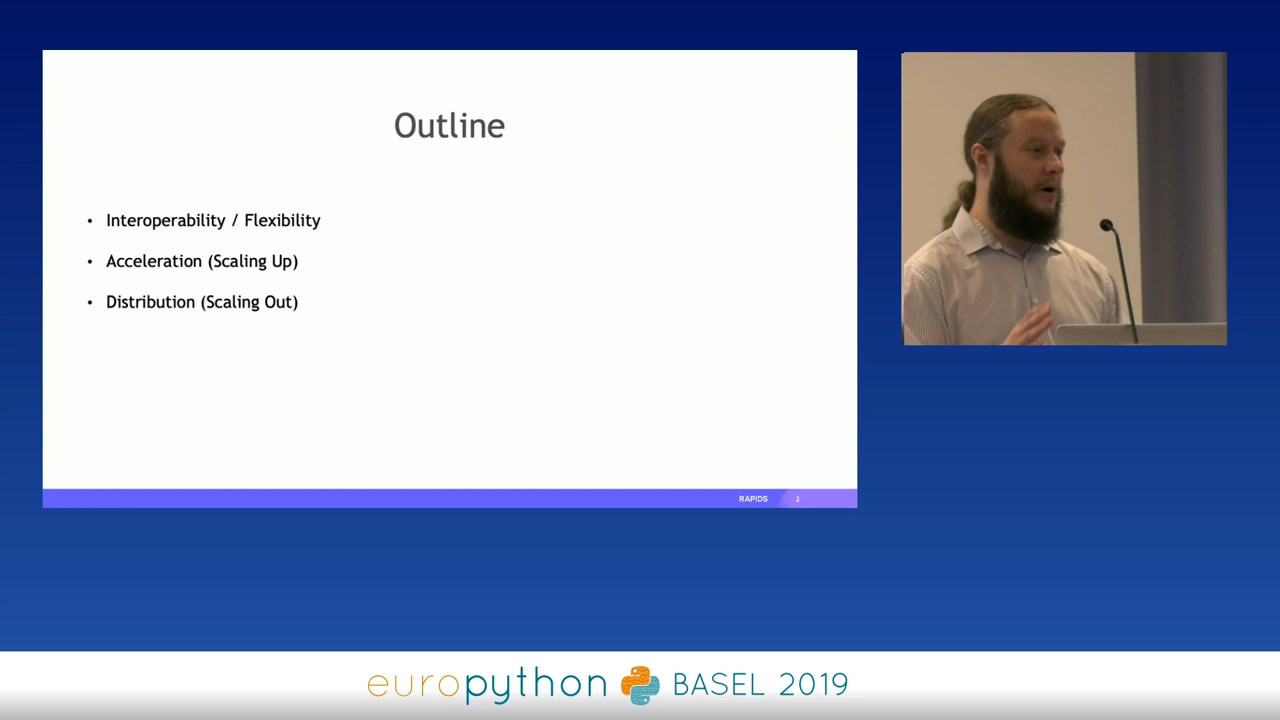 Outline
• Interoperability / Flexibility
• Acceleration (Scaling Up)
• Distribution (Scaling Out)
RAPIDS 2
europython BASEL 2019